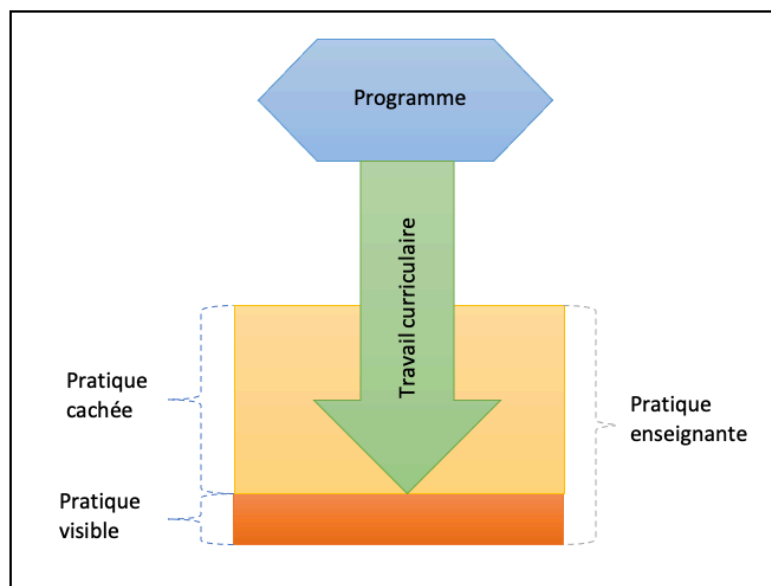 Programme
Travail curriculaire
Pratique
cachée
Pratique
enseignante
Pratique
visible